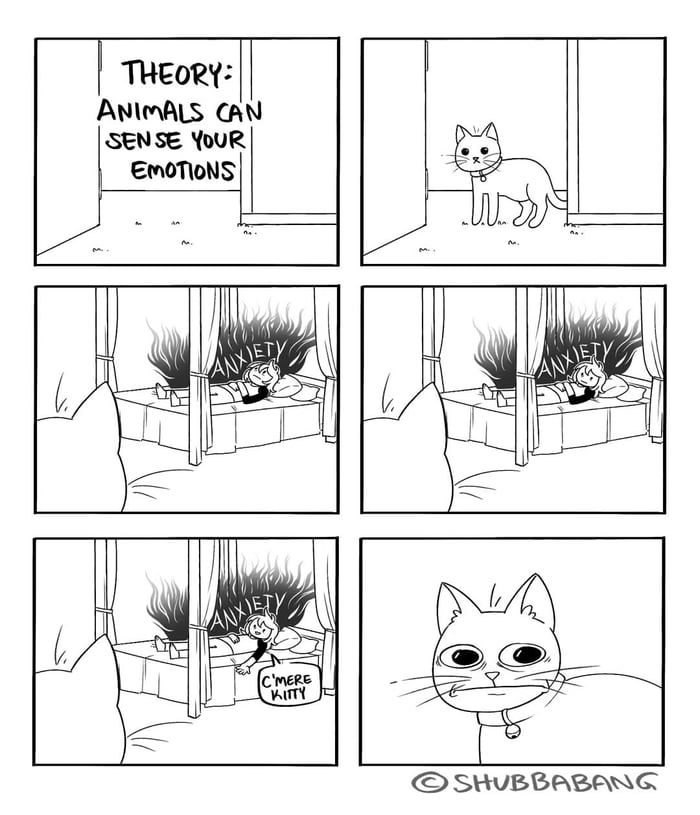 THEORY:
ANIMALS CAN
SENSE YOUR
EMOTIONS
ANXIETY
ANXIETY
ANXIETY
C'MERE
KITTY
© SHUBBABANG